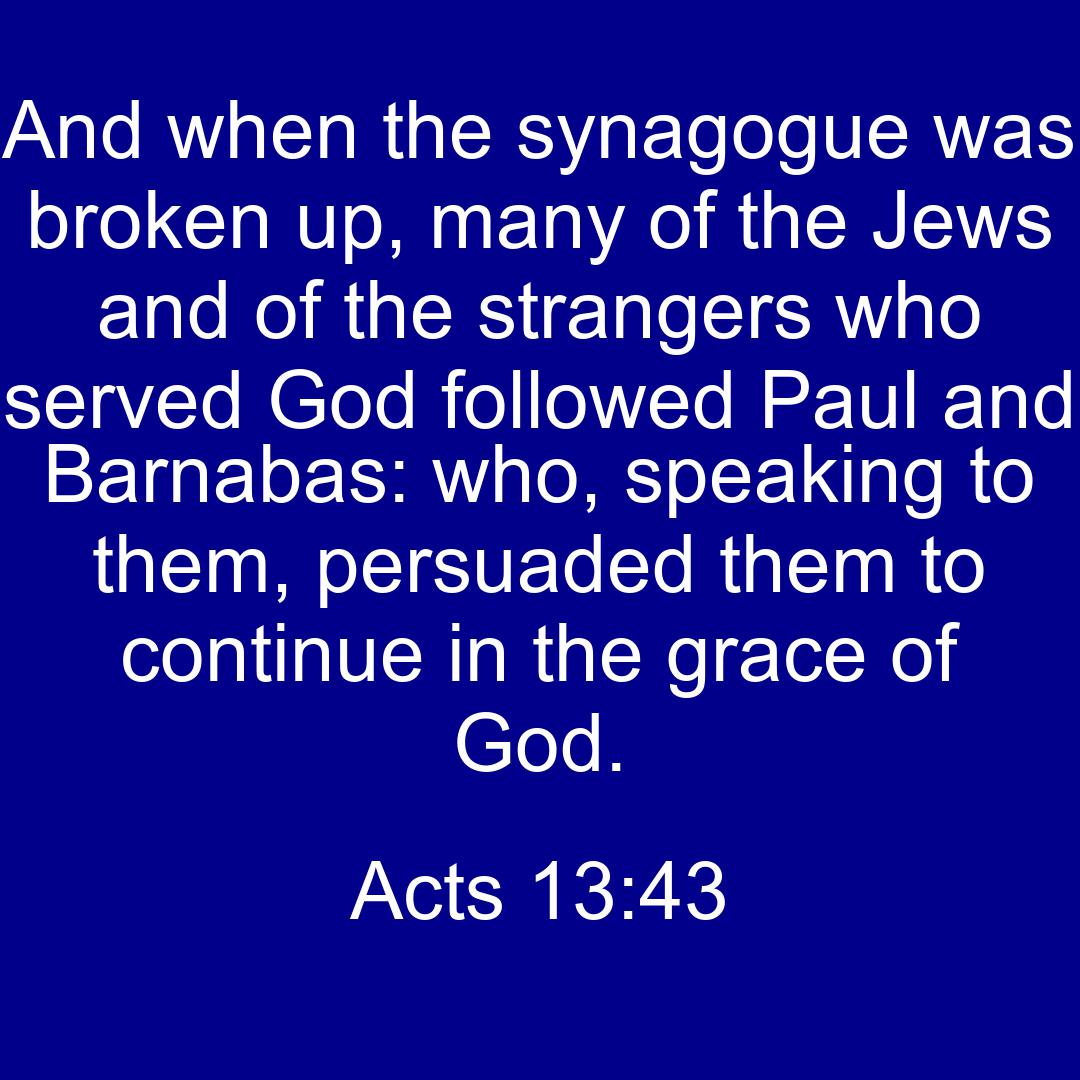 And when the synagogue was
broken up, many of the Jews
and of the strangers who
served God followed Paul and
Barnabas: who, speaking to
them, persuaded them to
continue in the grace of
God.
Acts 13:43